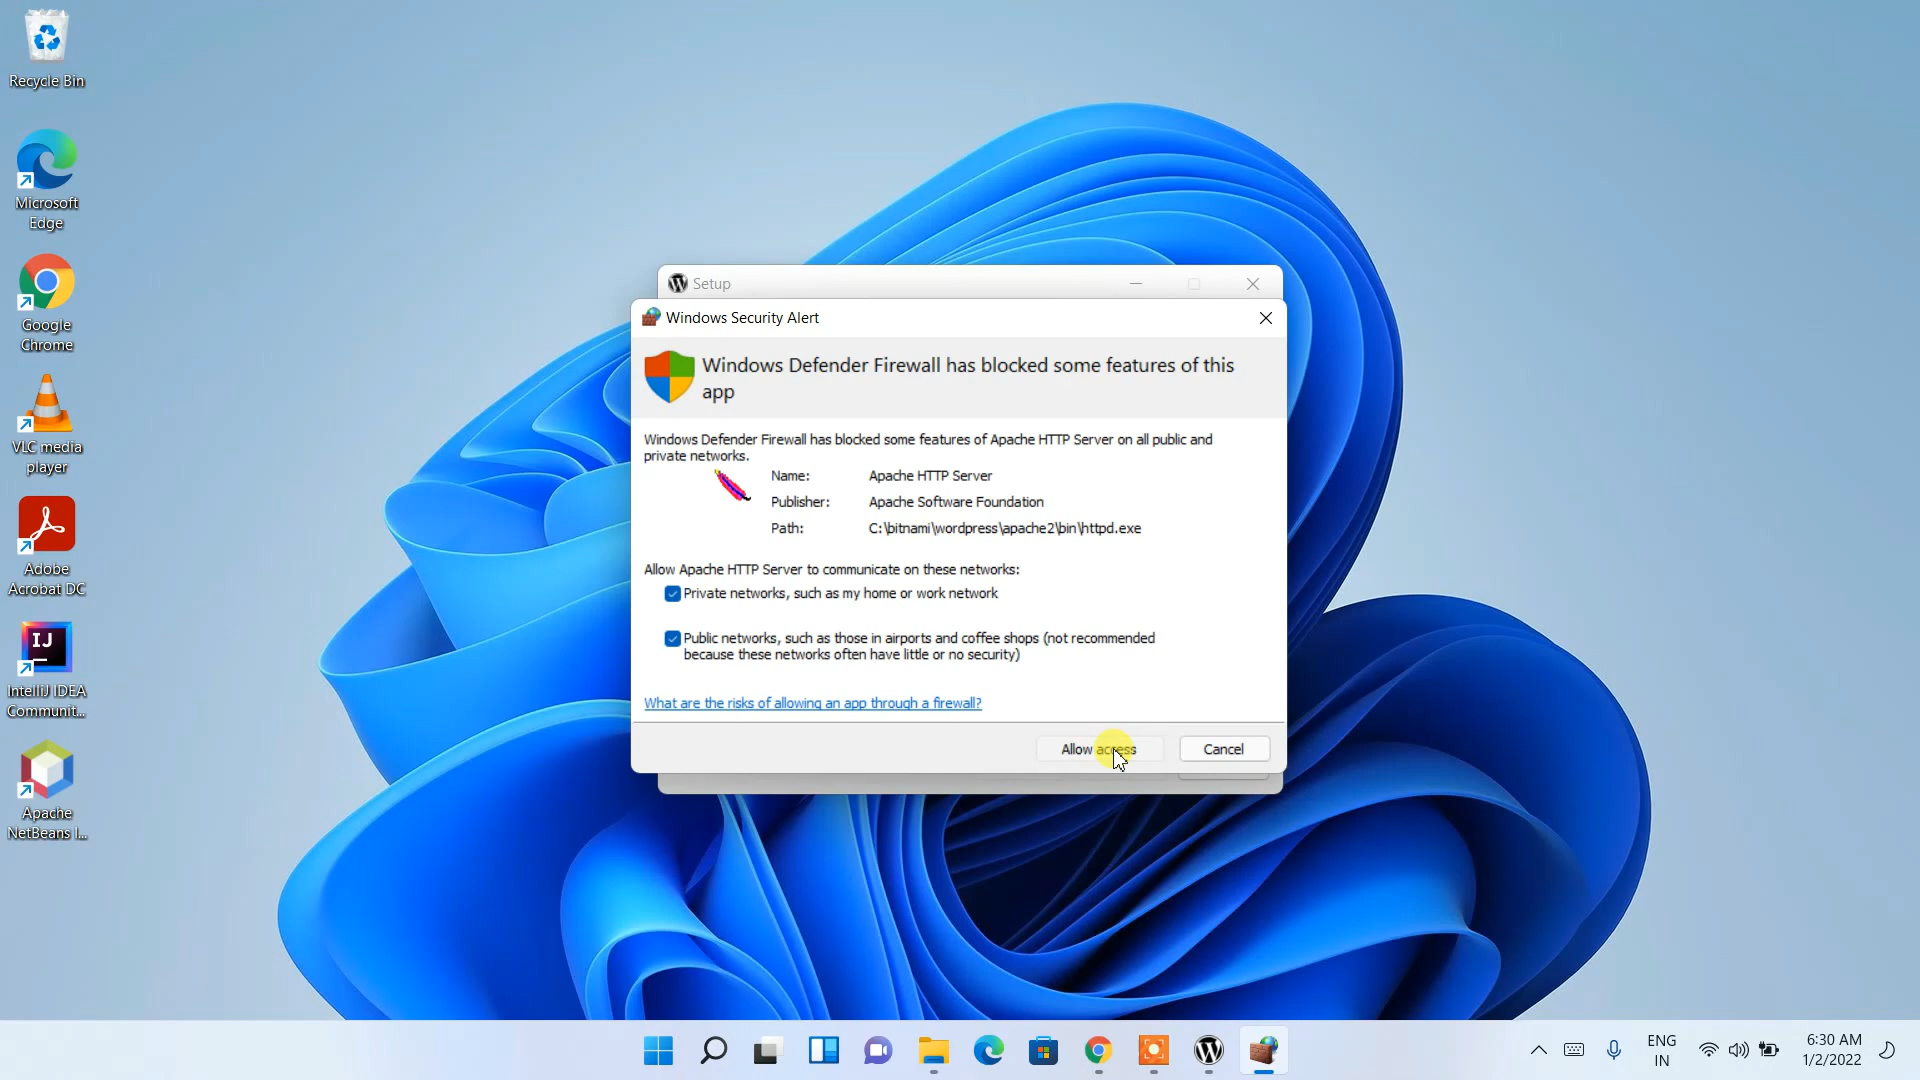 Recycle Bin
Microsoft
Edge
Google
Chrome
VLC media
player
Adobe
Acrobat DC
IJ
IntelliJ IDEA
Communit...
Apache
NetBeans I...
Setup
Windows Security Alert
Windows Defender Firewall has blocked some features of this
app
Windows Defender Firewall has blocked some features of Apache HTTP Server on all public and
private networks.
Name: Apache HTTP Server
Publisher: Apache Software Foundation
Path: C:\bitnami\wordpress\apache2\bin\httpd.exe
Allow Apache HTTP Server to communicate on these networks:
Private networks, such as my home or work network
Public networks, such as those in airports and coffee shops (not recommended
because these networks often have little or no security)
What are the risks of allowing an app through a firewall?
Allow access Cancel
ENG
IN
6:30 AM
1/2/2022